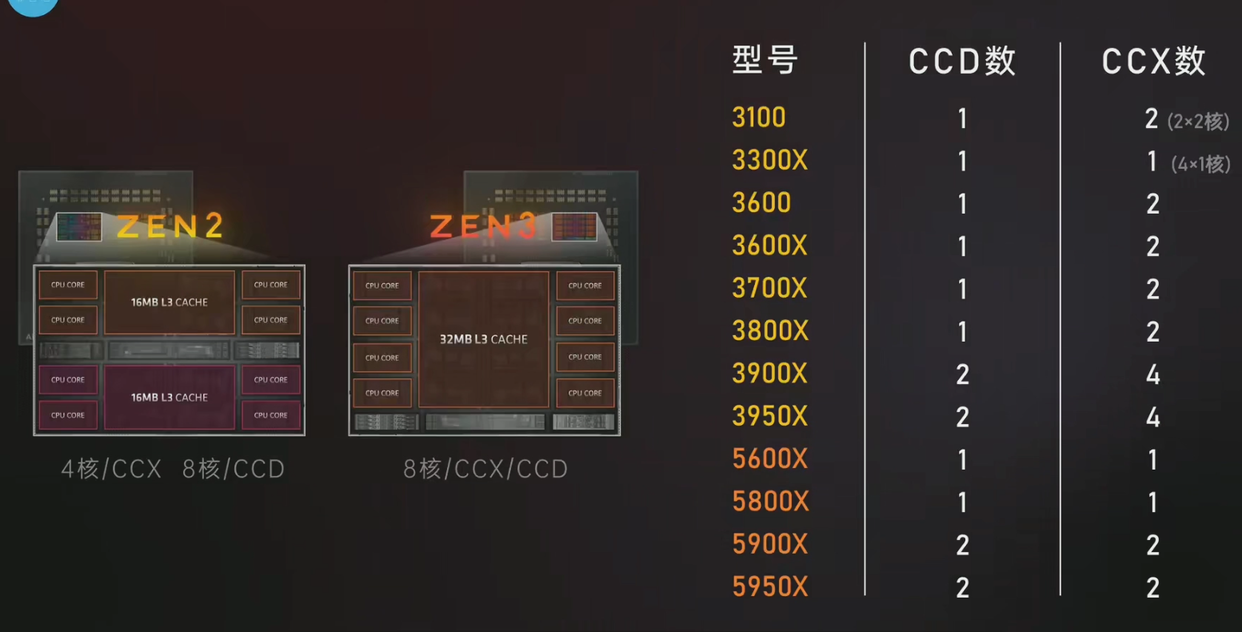 型号 CCD数 CCX数
3100 1 2 (2×2核)
3300X 1 1 (4×1核)
3600 1 2
3600X 1 2
3700X 1 2
3800X 1 2
3900X 2 4
3950X 2 4
5600X 1 1
5800X 1 1
5900X 2 2
5950X 2 2
ZEN2
CPU CORE 16MB L3 CACHE CPU CORE
CPU CORE CPU CORE
CPU CORE 16MB L3 CACHE CPU CORE
CPU CORE CPU CORE
4核/CCX 8核/CCD
ZEN3
CPU CORE CPU CORE
CPU CORE 32MB L3 CACHE CPU CORE
CPU CORE CPU CORE
CPU CORE CPU CORE
8核/CCX/CCD